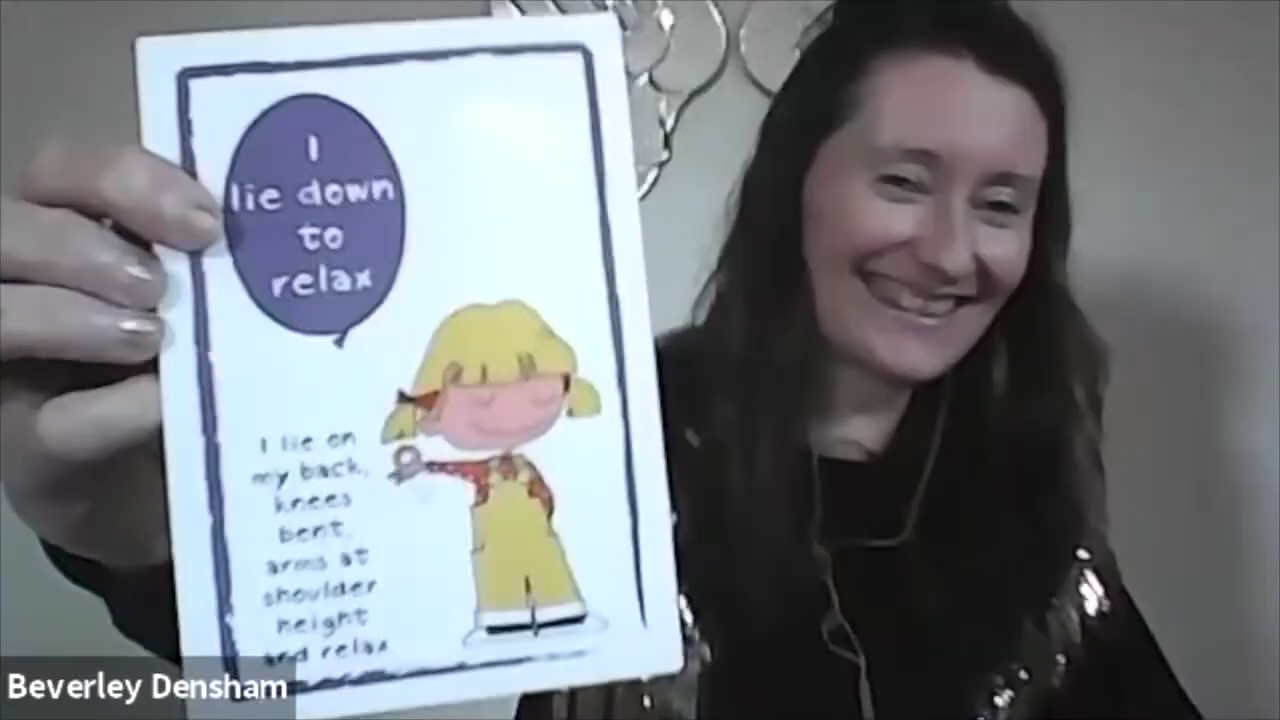 I
lie down
to
relax
I lie on
my back,
knees
bent,
arms at
shoulder
height
and relax
Beverley Densham